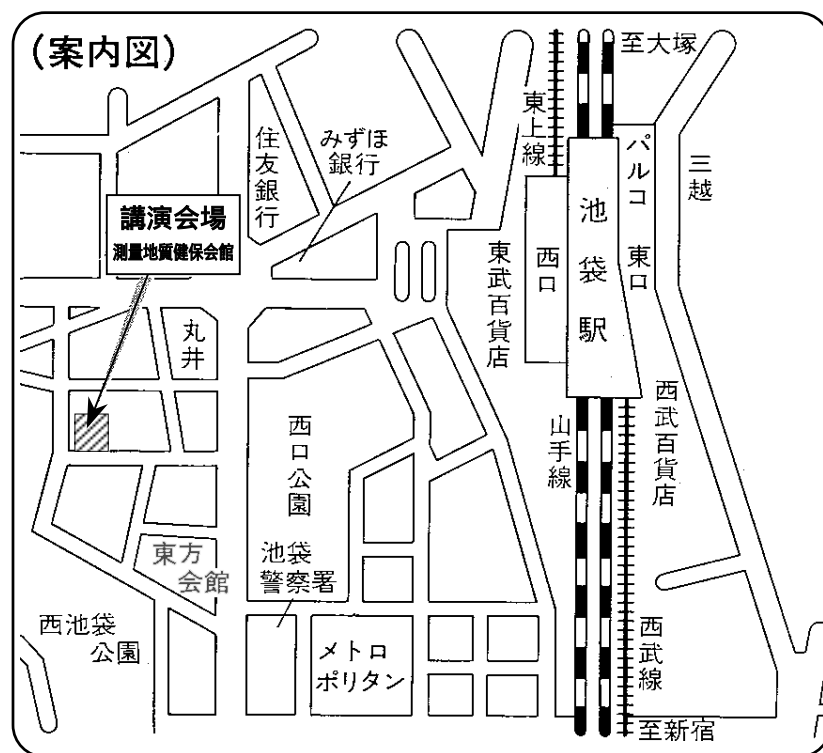 (案内図)
至大塚
東上線
パルコ
三越
住友銀行
みずほ
銀行
講演会場
測量地質健保会館
池袋駅
西口
東口
東武百貨店
丸井
西武百貨店
山手線
西口公園
東方
会館
池袋
警察署
西池袋
公園
メトロ
ポリタン
西武線
至新宿